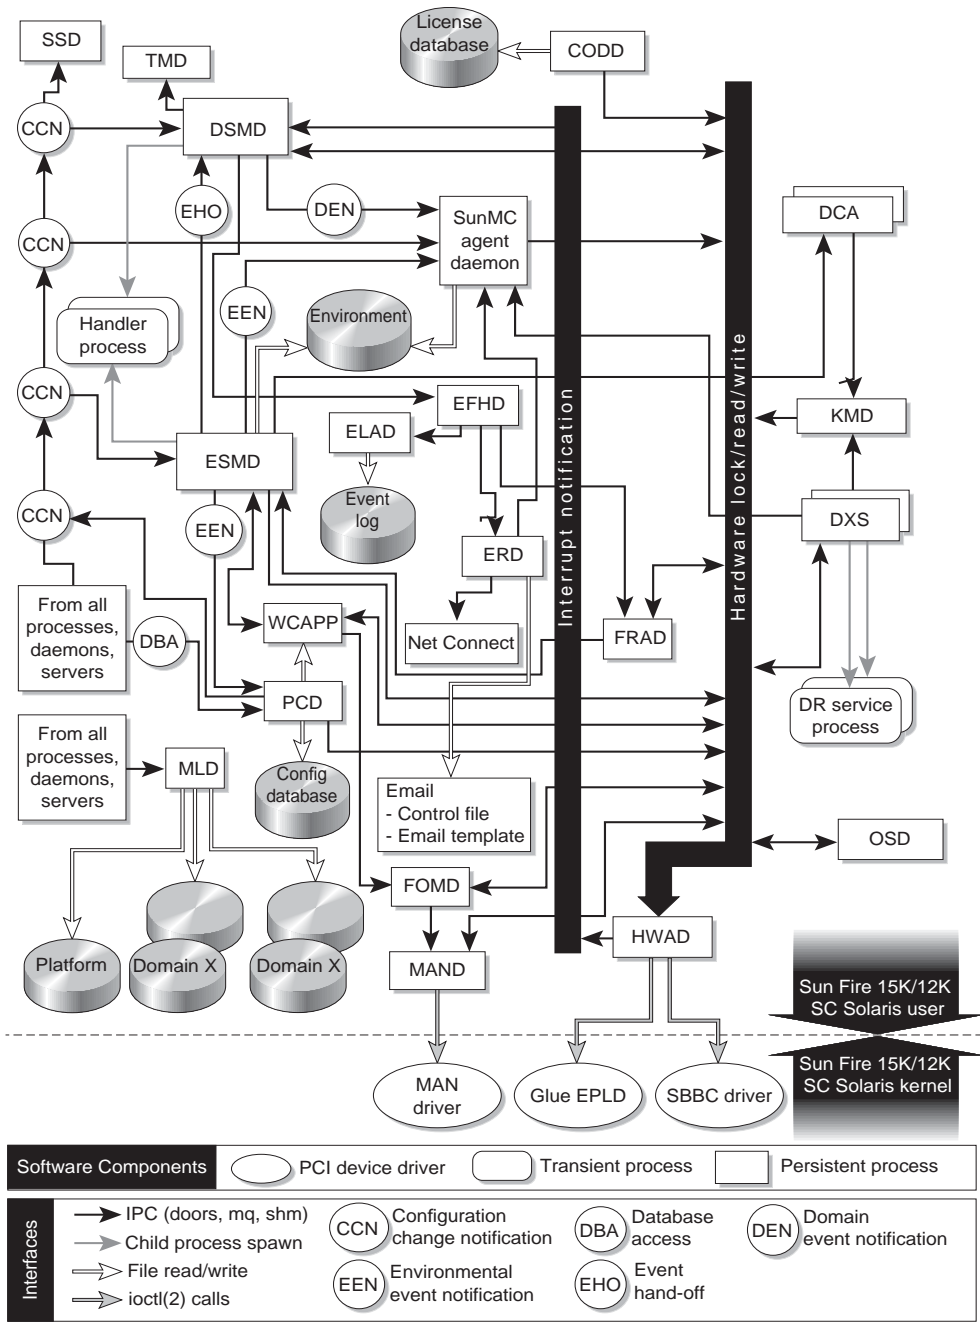 SSD
TMD
License
database
CODD
CCN
DSMD
EHO
DEN
SunMC
agent
daemon
DCA
CCN
EEN
Environment
Handler
process
CCN
EFHD
ELAD
KMD
ESMD
Event
log
DXS
CCN
EEN
ERD
Interrupt notification
Hardware lock/read/write
From all
processes,
daemons,
servers
DBA
WCAPP
Net Connect
FRAD
PCD
DR service
process
From all
processes,
daemons,
servers
MLD
Config
database
Email
- Control file
- Email template
OSD
FOMD
HWAD
Platform
Domain X
Domain X
MAND
Sun Fire 15K/12K
SC Solaris user
Sun Fire 15K/12K
SC Solaris kernel
MAN
driver
Glue EPLD
SBBC driver
Software Components
PCI device driver
Transient process
Persistent process
Interfaces
IPC (doors, mq, shm)
Child process spawn
File read/write
ioctl(2) calls
CCN
Configuration
change notification
EEN
Environmental
event notification
DBA
Database
access
EHO
Event
hand-off
DEN
Domain
event notification